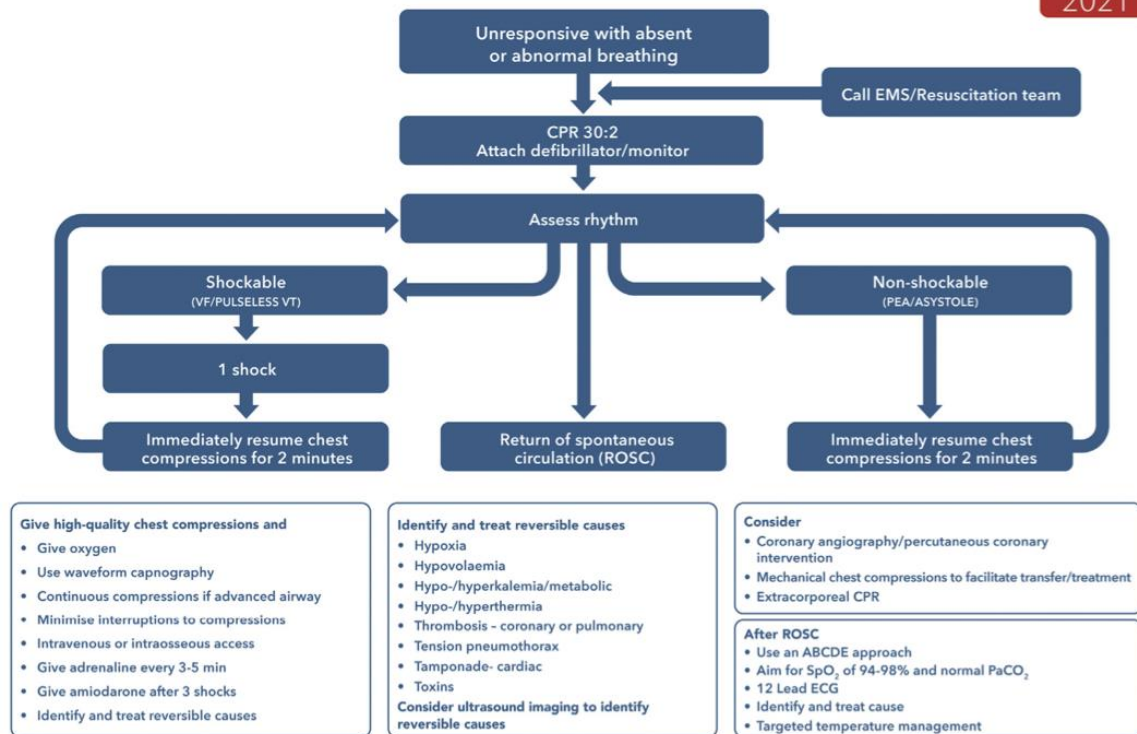 2021
Unresponsive with absent
or abnormal breathing
Call EMS/Resuscitation team
CPR 30:2
Attach defibrillator/monitor
Assess rhythm
Shockable
(VF/PULSELESS VT)
Non-shockable
(PEA/ASYSTOLE)
1 shock
Immediately resume chest
compressions for 2 minutes
Return of spontaneous
circulation (ROSC)
Immediately resume chest
compressions for 2 minutes
Give high-quality chest compressions and
• Give oxygen
• Use waveform capnography
• Continuous compressions if advanced airway
• Minimise interruptions to compressions
• Intravenous or intraosseous access
• Give adrenaline every 3-5 min
• Give amiodarone after 3 shocks
• Identify and treat reversible causes
Identify and treat reversible causes
• Hypoxia
• Hypovolaemia
• Hypo-/hyperkalemia/metabolic
• Hypo-/hyperthermia
• Thrombosis – coronary or pulmonary
• Tension pneumothorax
• Tamponade- cardiac
• Toxins
Consider ultrasound imaging to identify
reversible causes
Consider
• Coronary angiography/percutaneous coronary
intervention
• Mechanical chest compressions to facilitate transfer/treatment
• Extracorporeal CPR
After ROSC
• Use an ABCDE approach
• Aim for SpO₂ of 94-98% and normal PaCO₂
• 12 Lead ECG
• Identify and treat cause
• Targeted temperature management